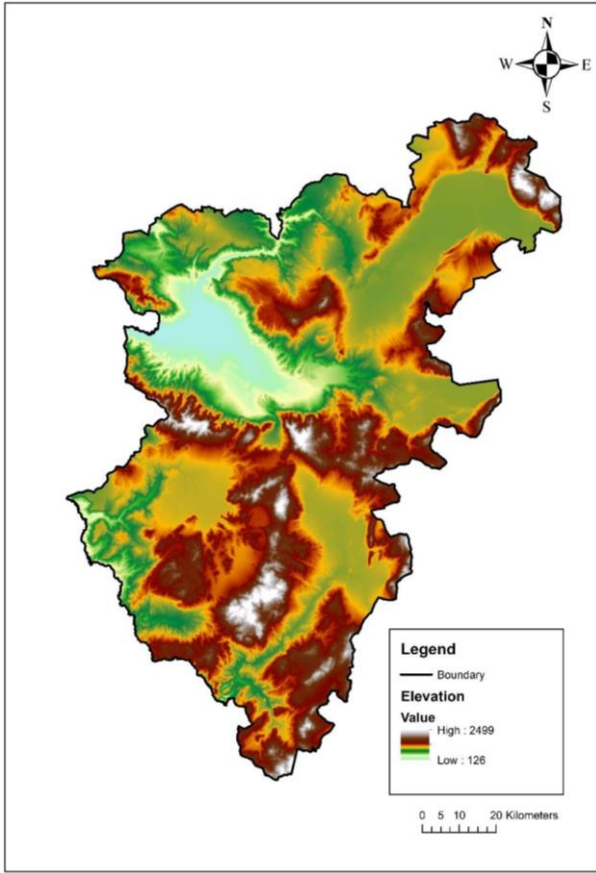 N
W E
S
Legend
Boundary
Elevation
Value
High : 2499
Low : 126
0 5 10 20 Kilometers